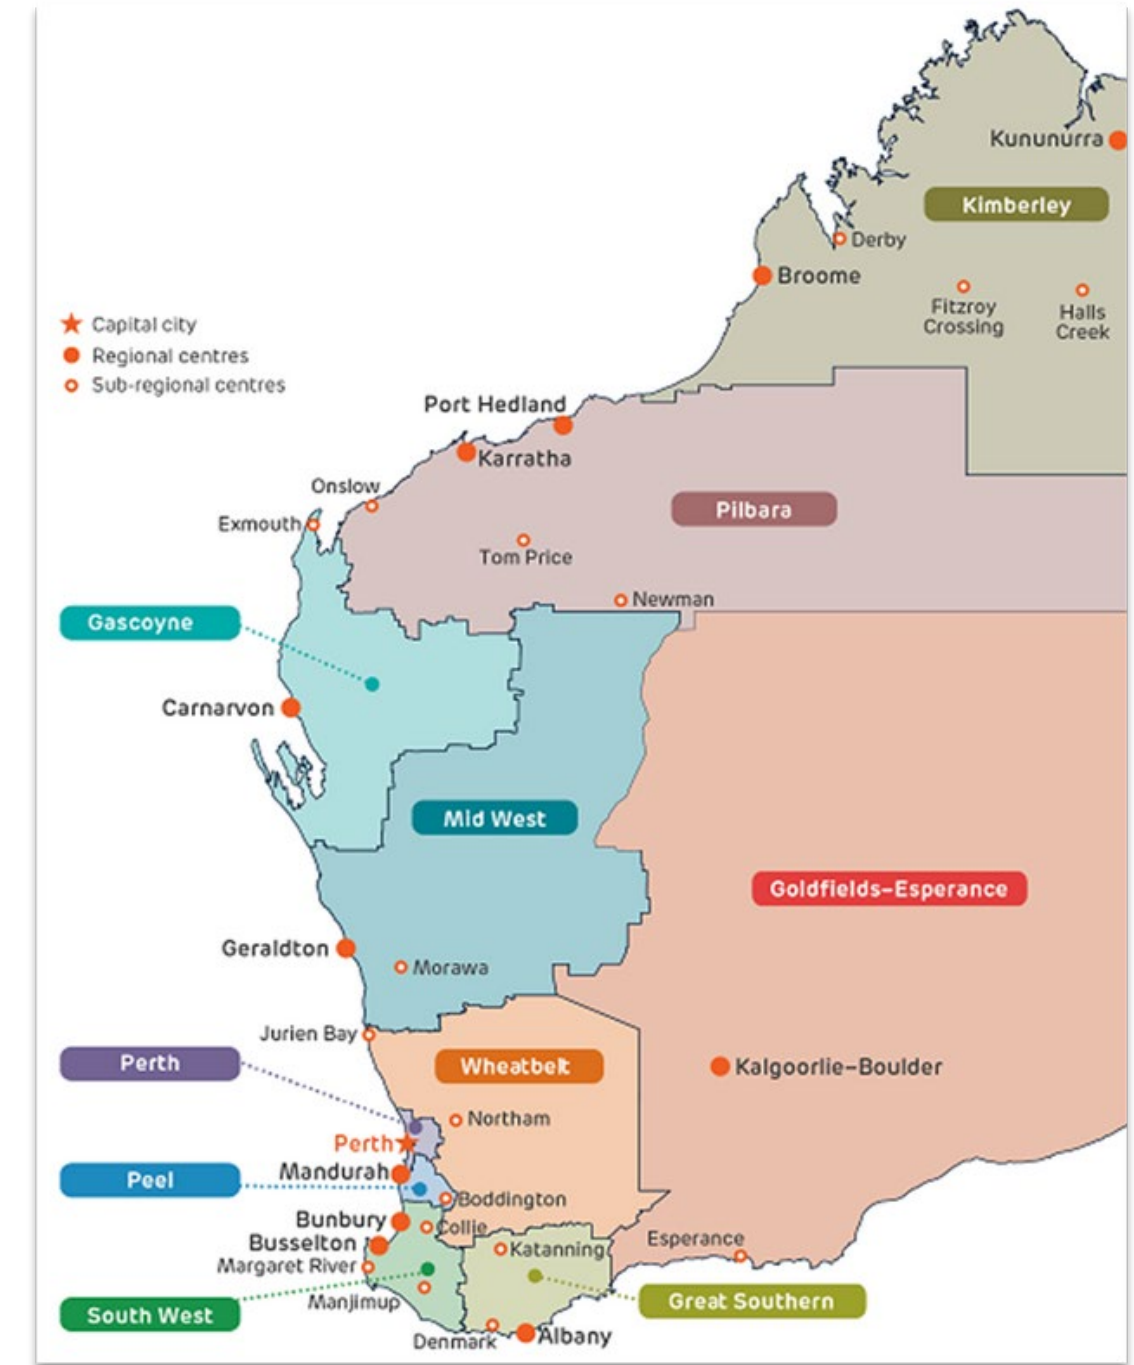 Kununurra
Kimberley
Derby
Broome
Fitzroy
Crossing
Halls
Creek
Capital city
Regional centres
Sub-regional centres
Port Hedland
Karratha
Onslow
Exmouth
Pilbara
Tom Price
Newman
Gascoyne
Carnarvon
Mid West
Goldfields-Esperance
Geraldton
Morawa
Jurien Bay
Perth
Wheatbelt
Kalgoorlie-Boulder
Northam
Perth
Mandurah
Peel
Boddington
Bunbury
Collie
Busselton
Katanning
Esperance
Margaret River
Manjimup
South West
Great Southern
Denmark
Albany